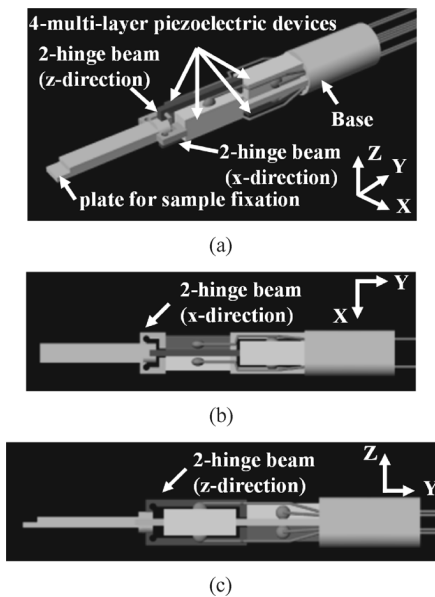 4-multi-layer piezoelectric devices
2-hinge beam
(z-direction)
Base
2-hinge beam
(x-direction)
plate for sample fixation
Z
Y
X
(a)
2-hinge beam
(x-direction)
Y
X
(b)
2-hinge beam
(z-direction)
Z
Y
(c)